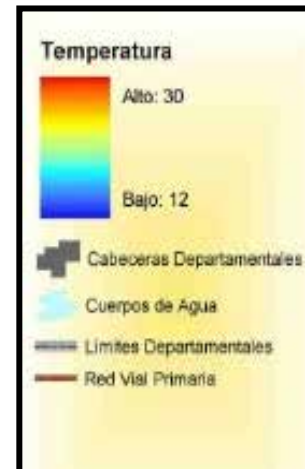 Temperatura
Alto: 30
Bajo: 12
Cabeceras Departamentales
Cuerpos de Agua
Limites Departamentales
Red Vial Primaria